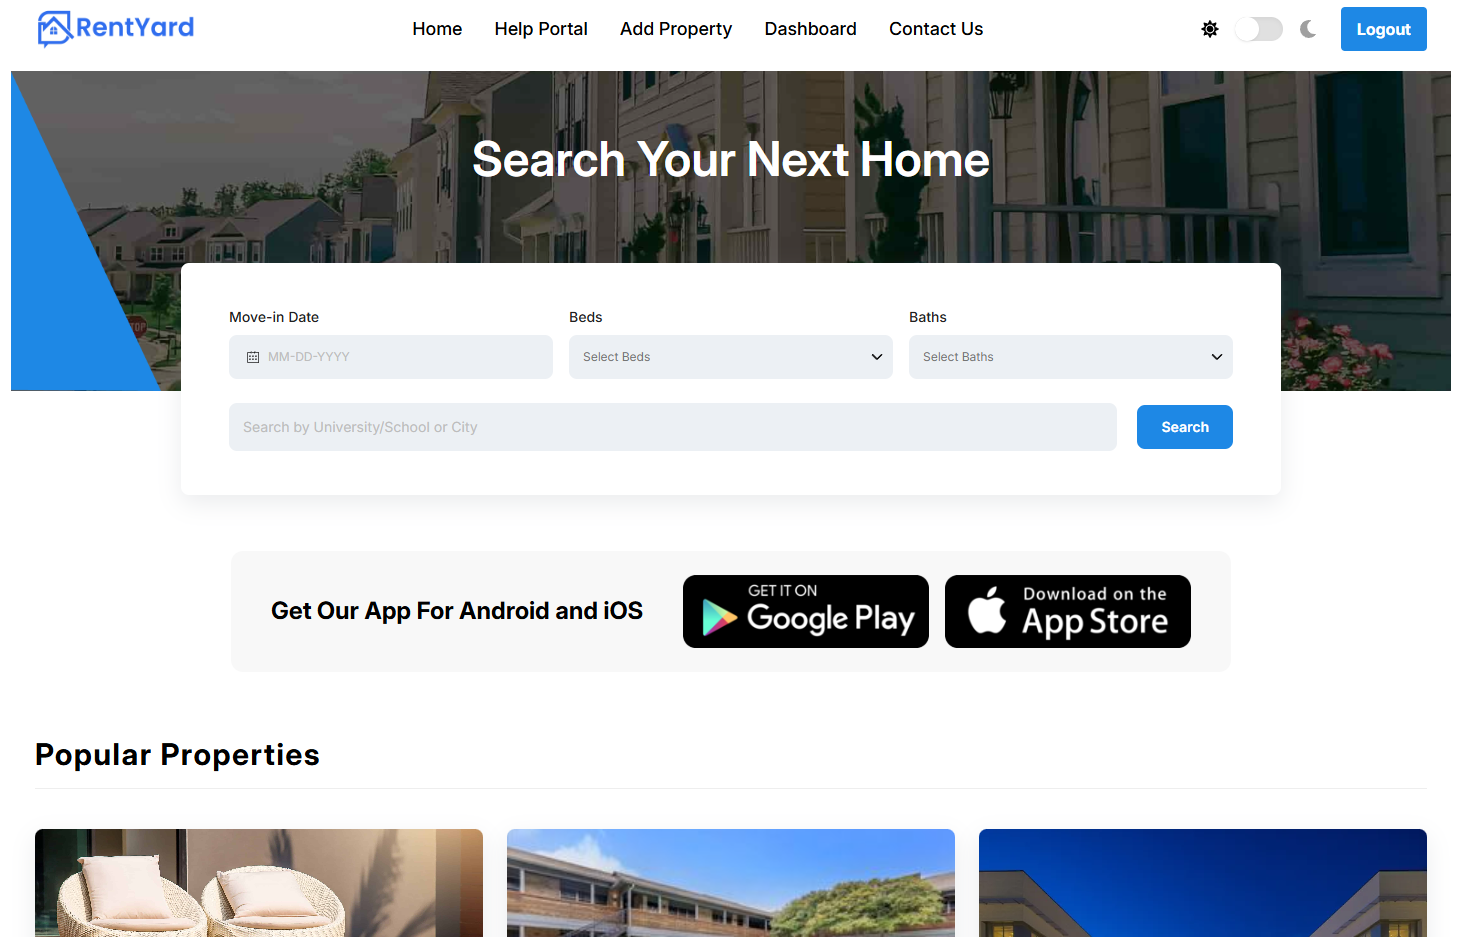 RentYard
Home Help Portal Add Property Dashboard Contact Us
Logout
Search Your Next Home
Move-in Date Beds Baths
MM-DD-YYYY Select Beds Select Baths
Search by University/School or City Search
Get Our App For Android and iOS
GET IT ON
Google Play
Download on the
App Store
Popular Properties